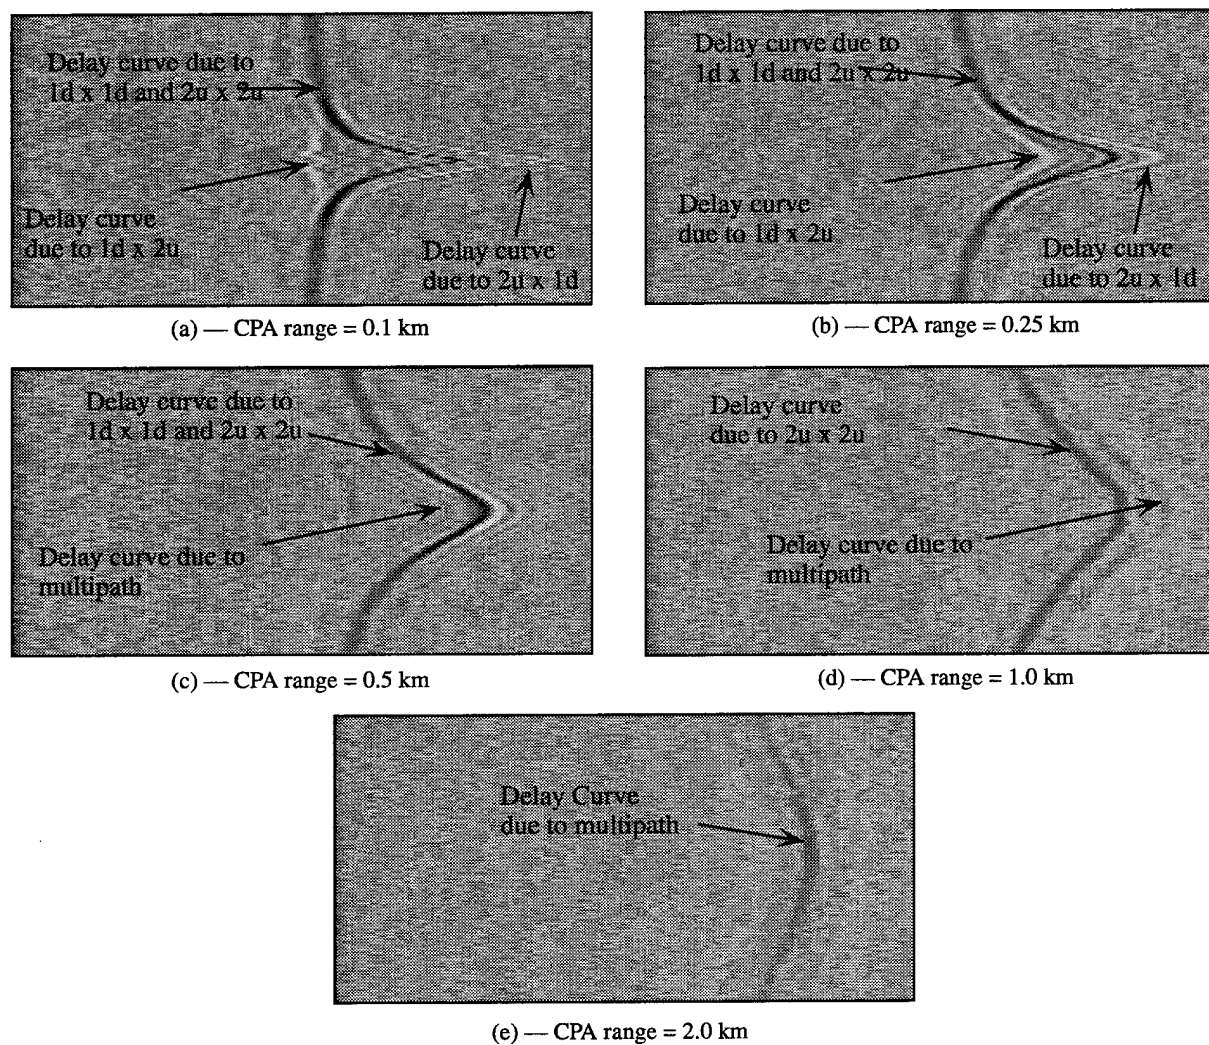 Delay curve due to
1d x 1d and 2u x 2u
Delay curve
due to 1d x 2u
Delay curve
due to 2u x 1d
(a) — CPA range = 0.1 km
Delay curve due to
1d x 1d and 2u x 2u
Delay curve
due to 1d x 2u
Delay curve
due to 2u x 1d
(b) — CPA range = 0.25 km
Delay curve due to
1d x 1d and 2u x 2u
Delay curve due to
multipath
(c) — CPA range = 0.5 km
Delay curve
due to 2u x 2u
Delay curve due to
multipath
(d) — CPA range = 1.0 km
Delay Curve
due to multipath
(e) — CPA range = 2.0 km